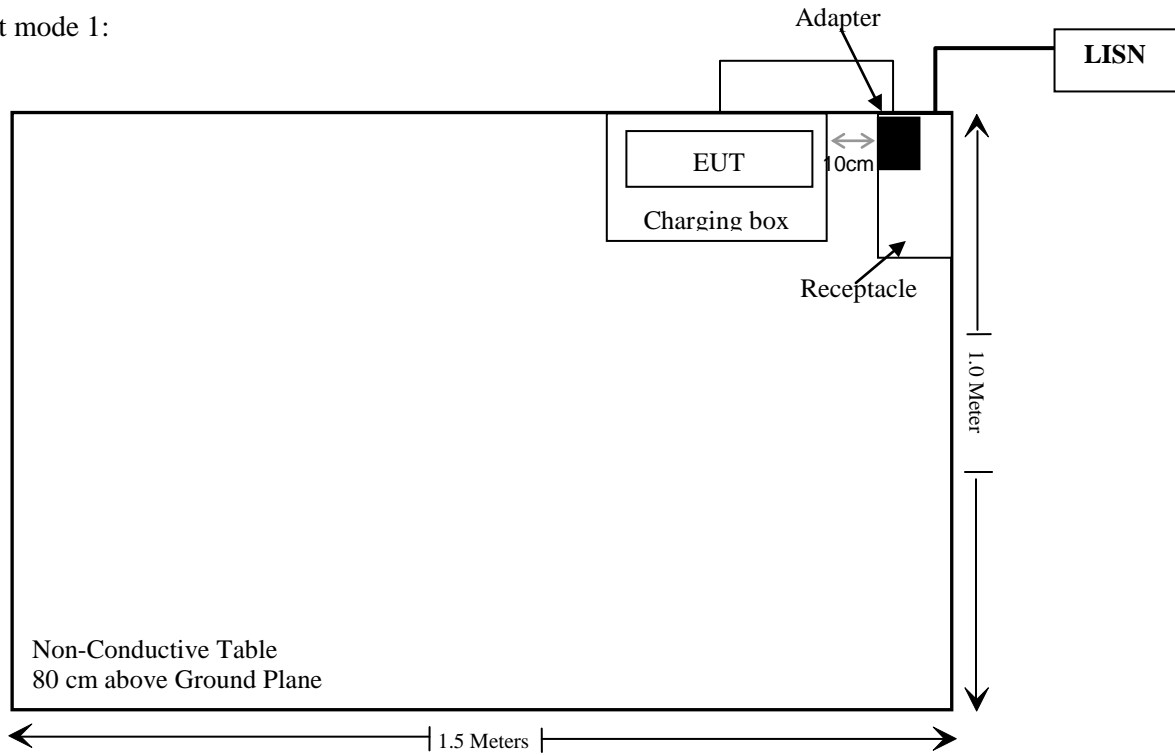 t mode 1:
Adapter
LISN
EUT
10cm
Charging box
Receptacle
1.0 Meter
Non-Conductive Table
80 cm above Ground Plane
1.5 Meters